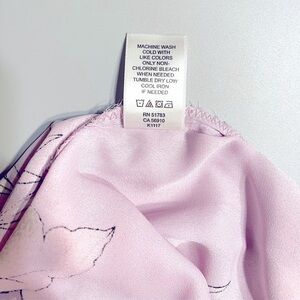 MACHINE WASH
COLD WITH
LIKE COLORS
ONLY NON-
CHLORINE BLEACH
WHEN NEEDED
TUMBLE DRY LOW
COOL IRON
IF NEEDED
RN 51783
CA 56910
K1117